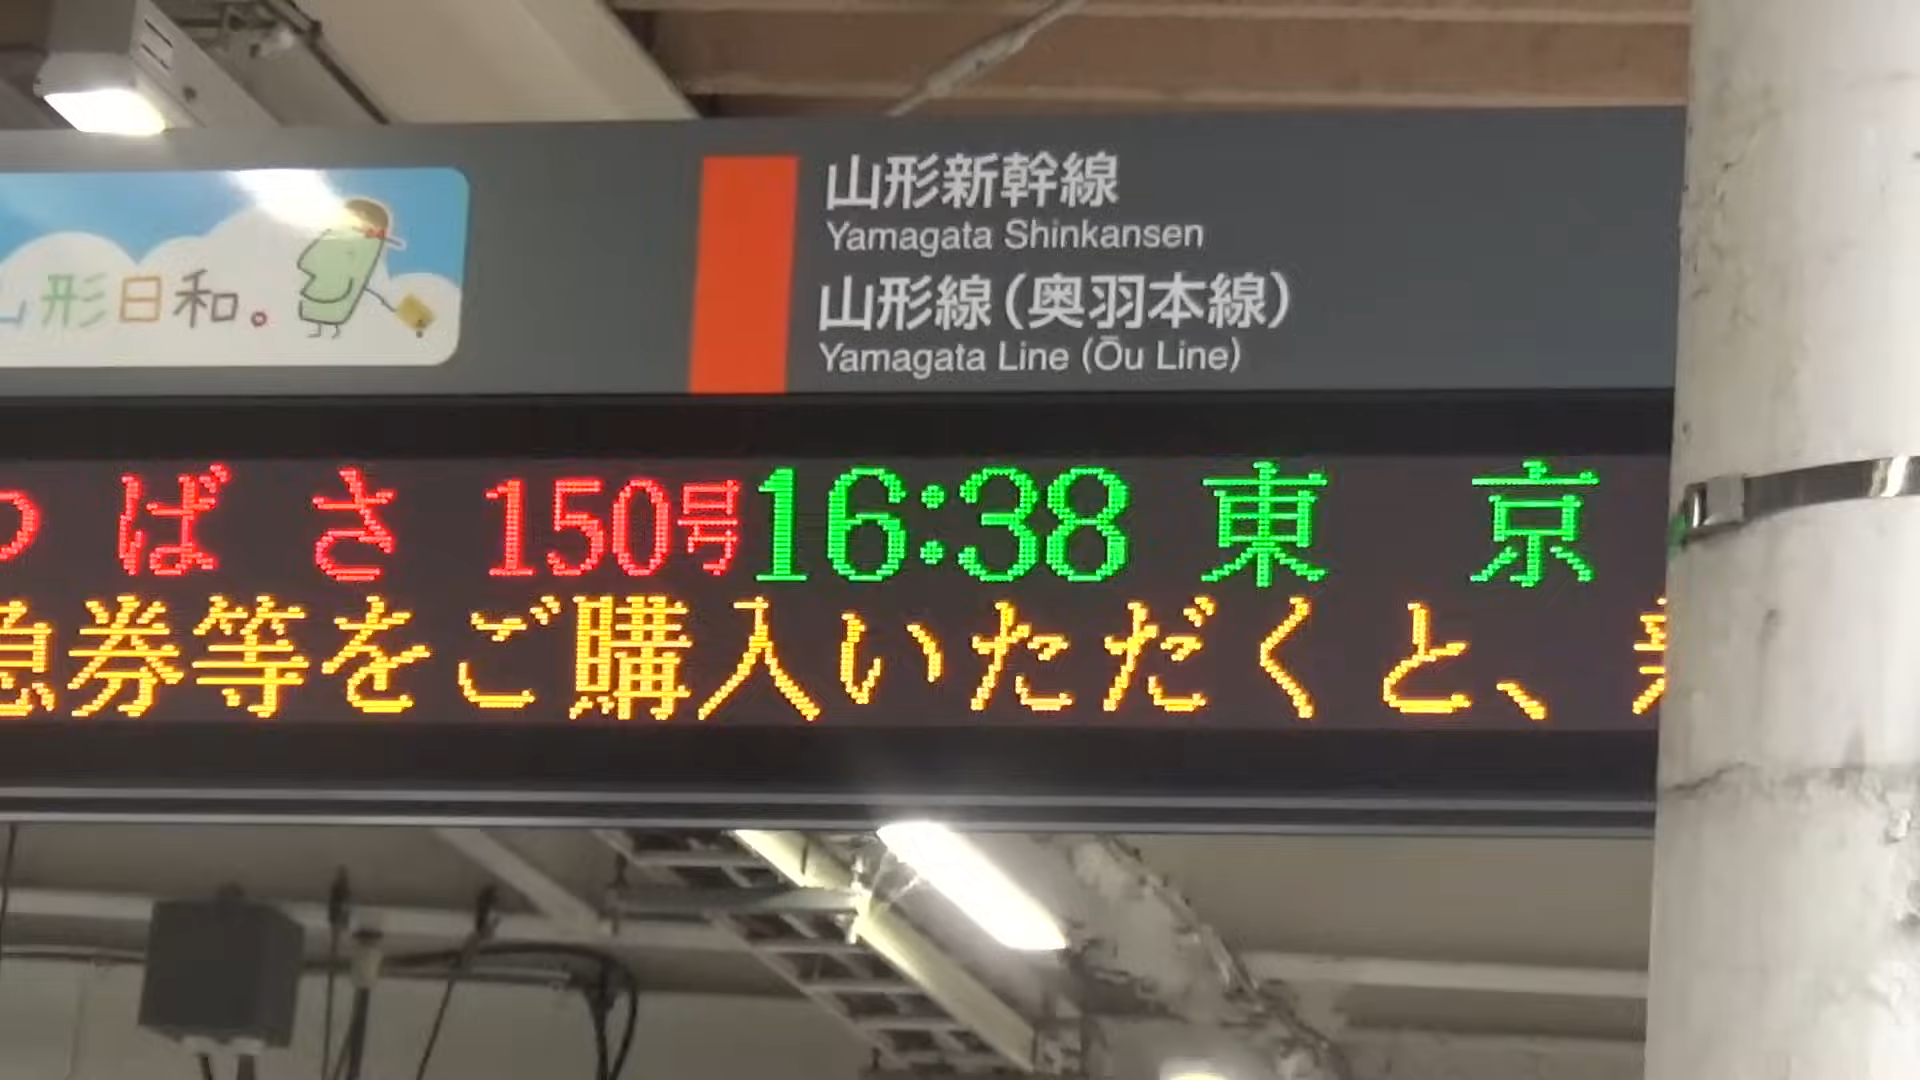 形日和。
山形新幹線
Yamagata Shinkansen
山形線(奥羽本線)
Yamagata Line (Ōu Line)
つばさ 150号 16:38 東京
急券等をご購入いただくと、